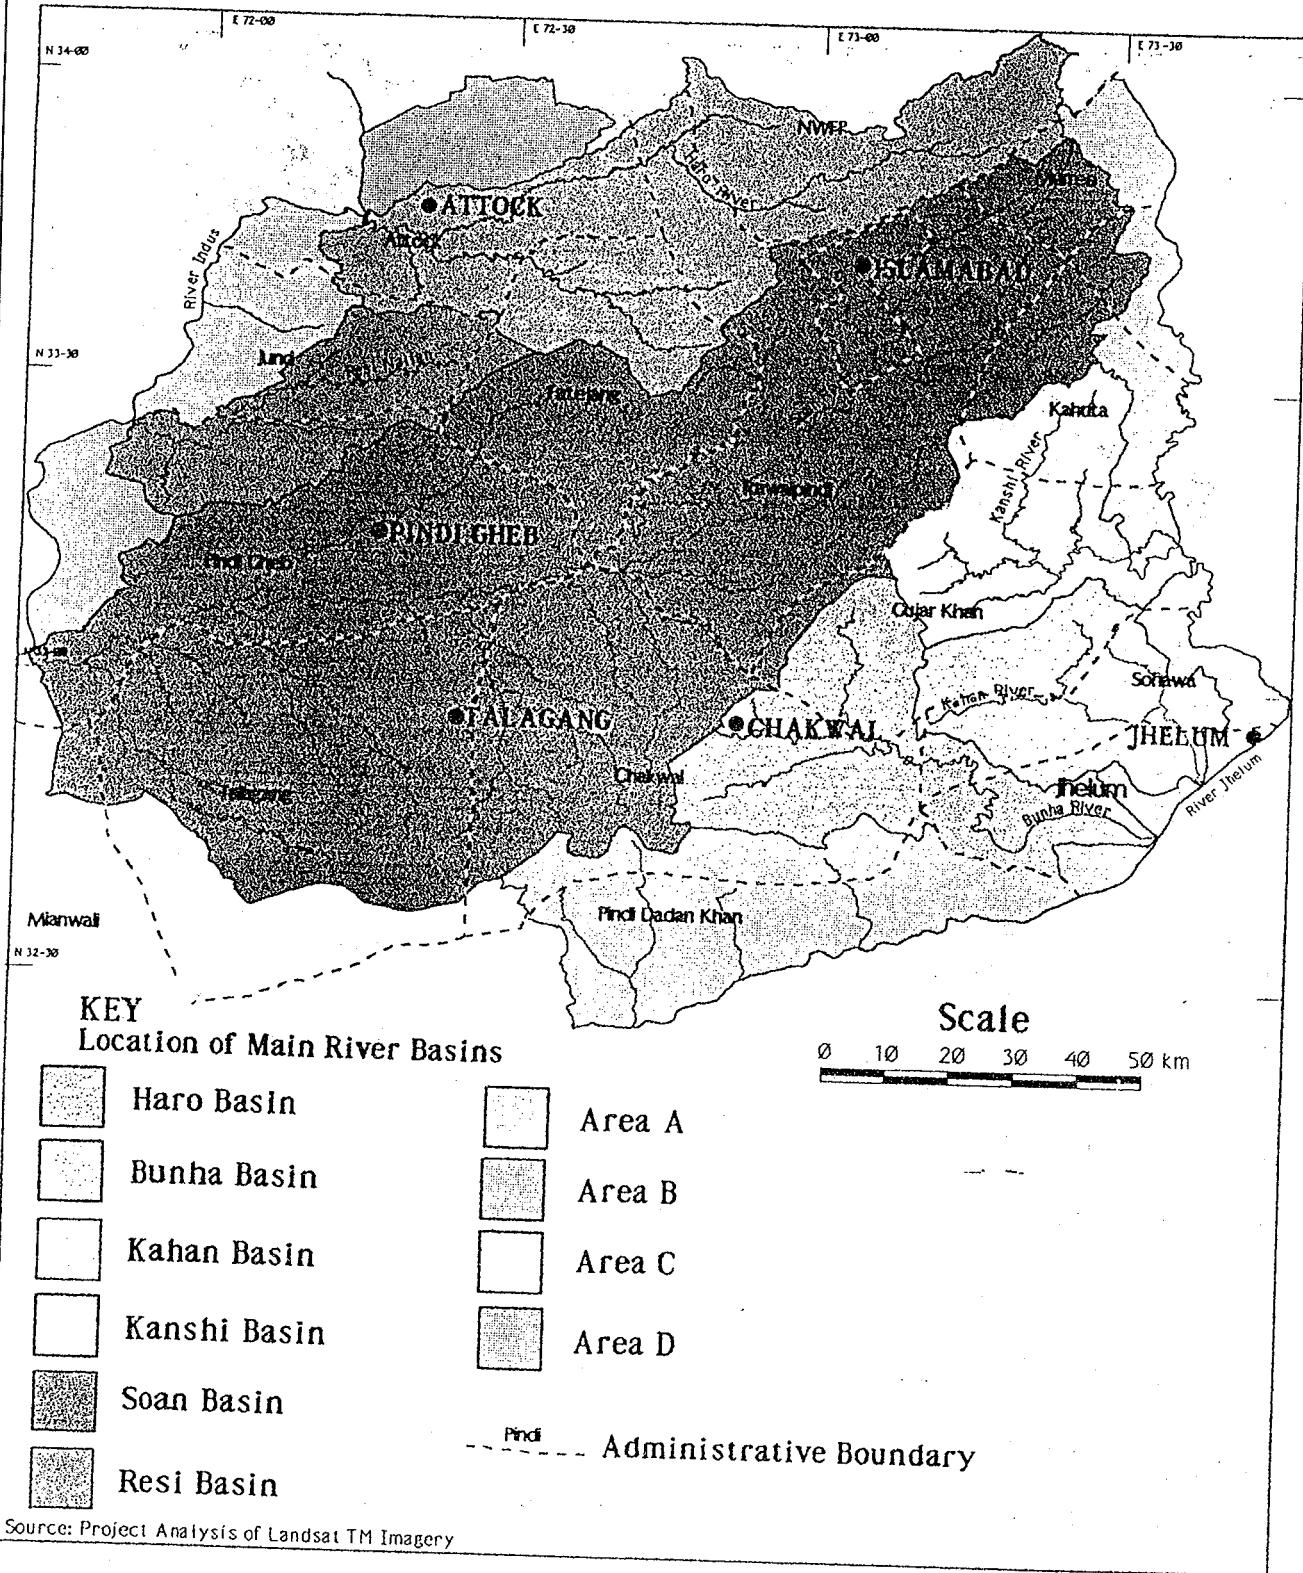 E 72-00
E 72-30
E 73-00
E 73-30
N 34-00
NWFP
Haro River
Murree
ATTOCK
Attock
River Indus
ISLAMABAD
N 33-30
Jund
Fatejang
Kahuta
Kanshi River
Rawalpindi
PINDI GHEB
Pindi Gheb
Gujar Khan
Sohawa
Kahan River
TALAGANG
CHAKWAL
JHELUM
Chakwal
Talagang
Jhelum
River Jhelum
Bunha River
Mianwali
Pindi Dadan Khan
N 32-30
KEY
Location of Main River Basins
Scale
0 10 20 30 40 50 km
Haro Basin
Area A
Bunha Basin
Area B
Kahan Basin
Area C
Kanshi Basin
Area D
Soan Basin
Pindi
Administrative Boundary
Resi Basin
Source: Project Analysis of Landsat TM Imagery